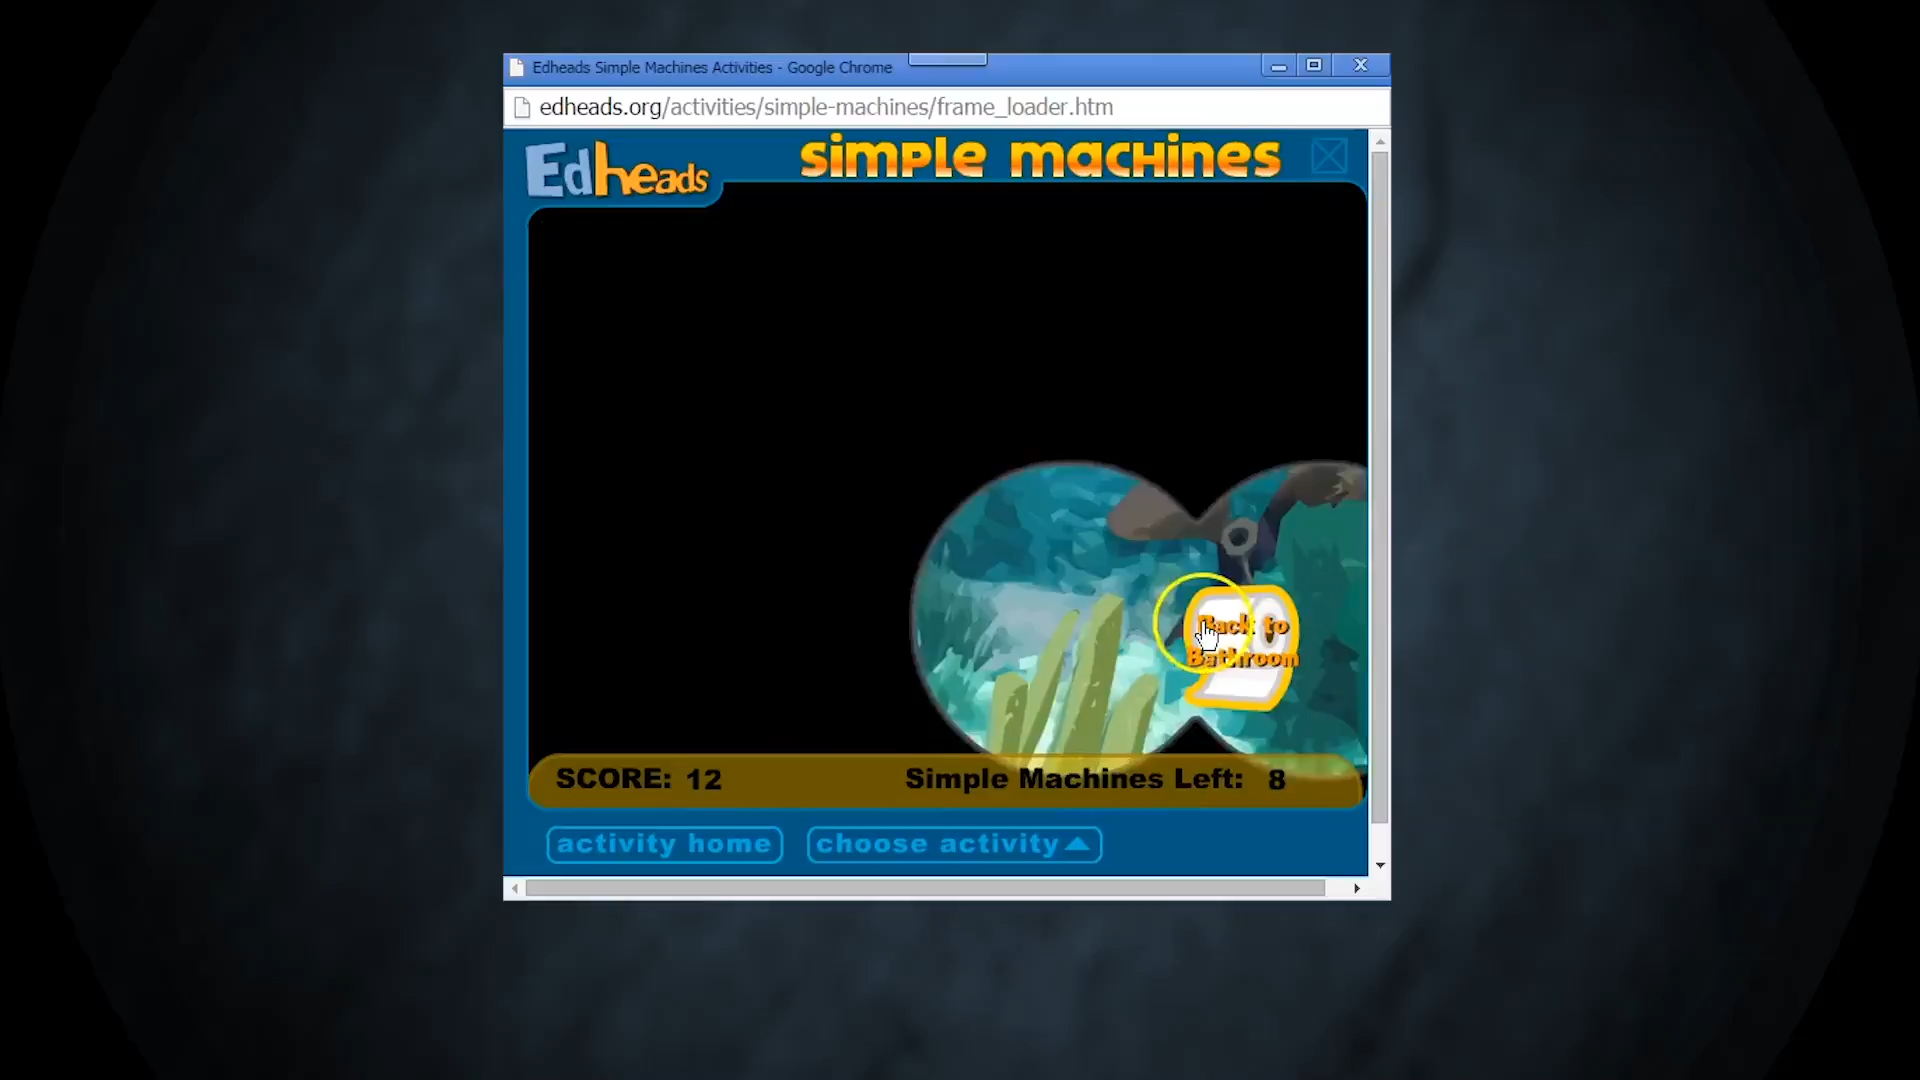 Edheads Simple Machines Activities - Google Chrome
edheads.org/activities/simple-machines/frame_loader.htm
Edheads
simple machines
Back to
Bathroom
SCORE: 12
Simple Machines Left: 8
activity home
choose activity